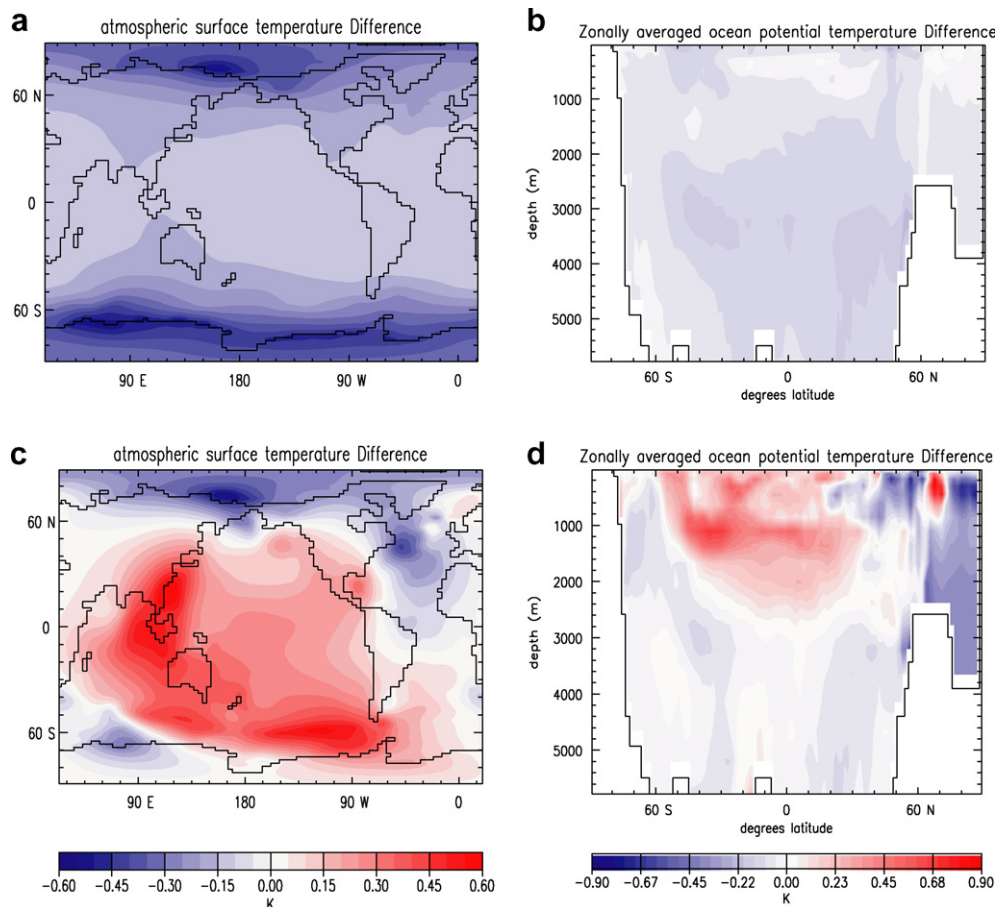 a
atmospheric surface temperature Difference
60 N
0
60 S
90 E 180 90 W 0
b
Zonally averaged ocean potential temperature Difference
depth (m)
1000
2000
3000
4000
5000
60 S 0 60 N
degrees latitude
c
atmospheric surface temperature Difference
60 N
0
60 S
90 E 180 90 W 0
-0.60 -0.45 -0.30 -0.15 0.00 0.15 0.30 0.45 0.60
K
d
Zonally averaged ocean potential temperature Difference
depth (m)
1000
2000
3000
4000
5000
60 S 0 60 N
degrees latitude
-0.90 -0.67 -0.45 -0.22 0.00 0.22 0.45 0.68 0.90
K